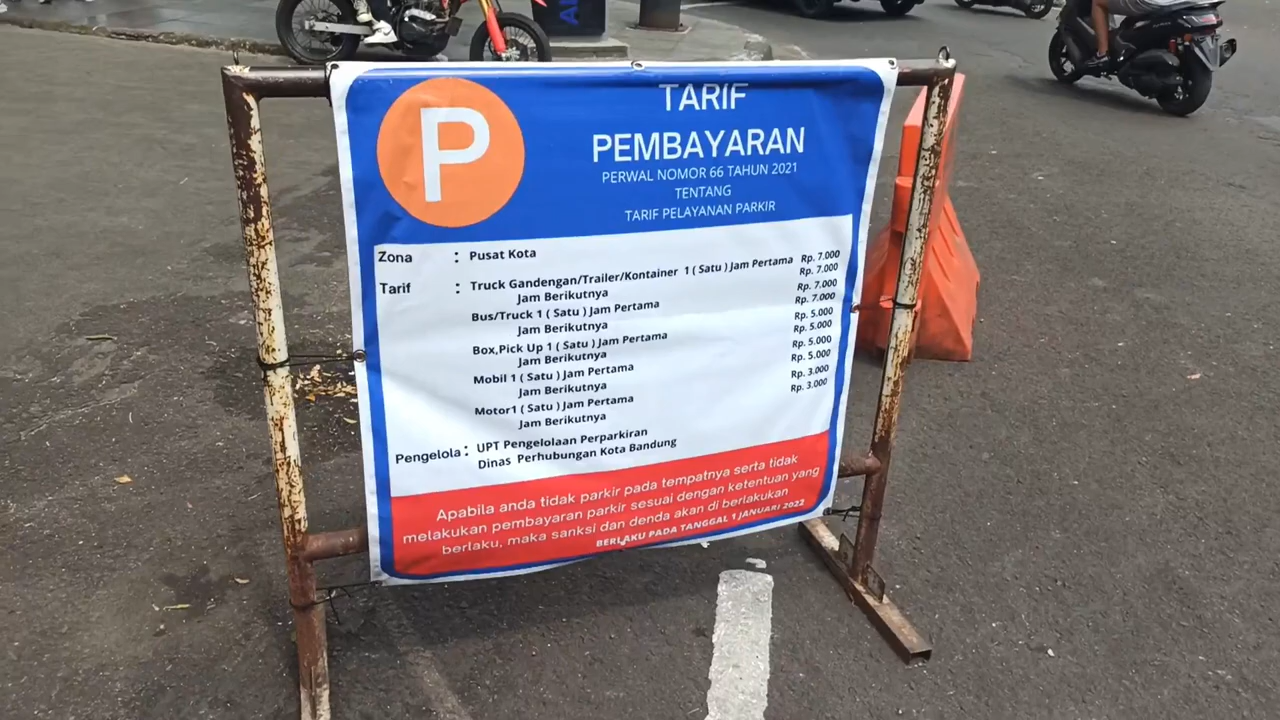 P
TARIF
PEMBAYARAN
PERWAL NOMOR 66 TAHUN 2021
TENTANG
TARIF PELAYANAN PARKIR
Zona : Pusat Kota
Tarif : Truck Gandengan/Trailer/Kontainer 1 ( Satu ) Jam Pertama Rp. 7.000
Jam Berikutnya Rp. 7.000
Bus/Truck 1 ( Satu ) Jam Pertama Rp. 7.000
Jam Berikutnya Rp. 7.000
Box,Pick Up 1 ( Satu ) Jam Pertama Rp. 5.000
Jam Berikutnya Rp. 5.000
Mobil 1 ( Satu ) Jam Pertama Rp. 5.000
Jam Berikutnya Rp. 5.000
Motor1 ( Satu ) Jam Pertama Rp. 3.000
Jam Berikutnya Rp. 3.000
Pengelola : UPT Pengelolaan Perparkiran
Dinas Perhubungan Kota Bandung
Apabila anda tidak parkir pada tempatnya serta tidak
melakukan pembayaran parkir sesuai dengan ketentuan yang
berlaku, maka sanksi dan denda akan di berlakukan
BERLAKU PADA TANGGAL 1 JANUARI 2022